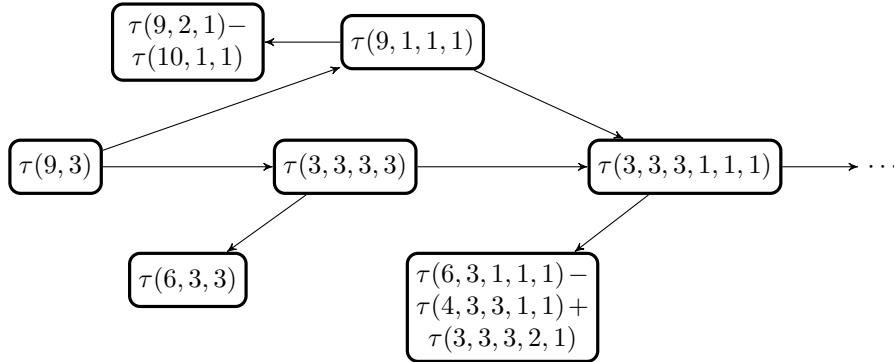 τ(9, 2, 1)−
τ(10, 1, 1)
τ(9, 1, 1, 1)
τ(9, 3)
τ(3, 3, 3, 3)
τ(3, 3, 3, 1, 1, 1)
···
τ(6, 3, 3)
τ(6, 3, 1, 1, 1)−
τ(4, 3, 3, 1, 1)+
τ(3, 3, 3, 2, 1)